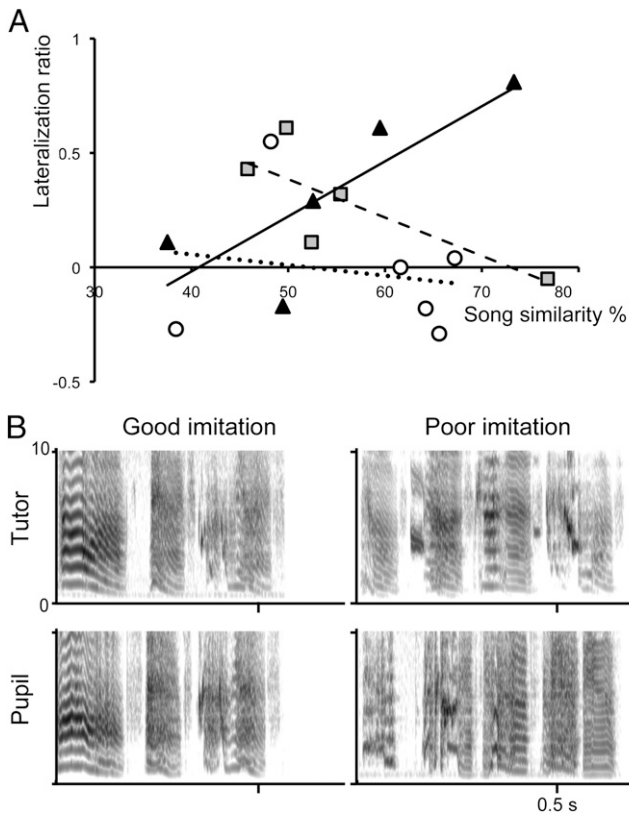 A
Lateralization ratio
1
0.5
0
-0.5
30 40 50 60 70 80
Song similarity %
B
Good imitation Poor imitation
Tutor
10
0
Pupil
0.5 s